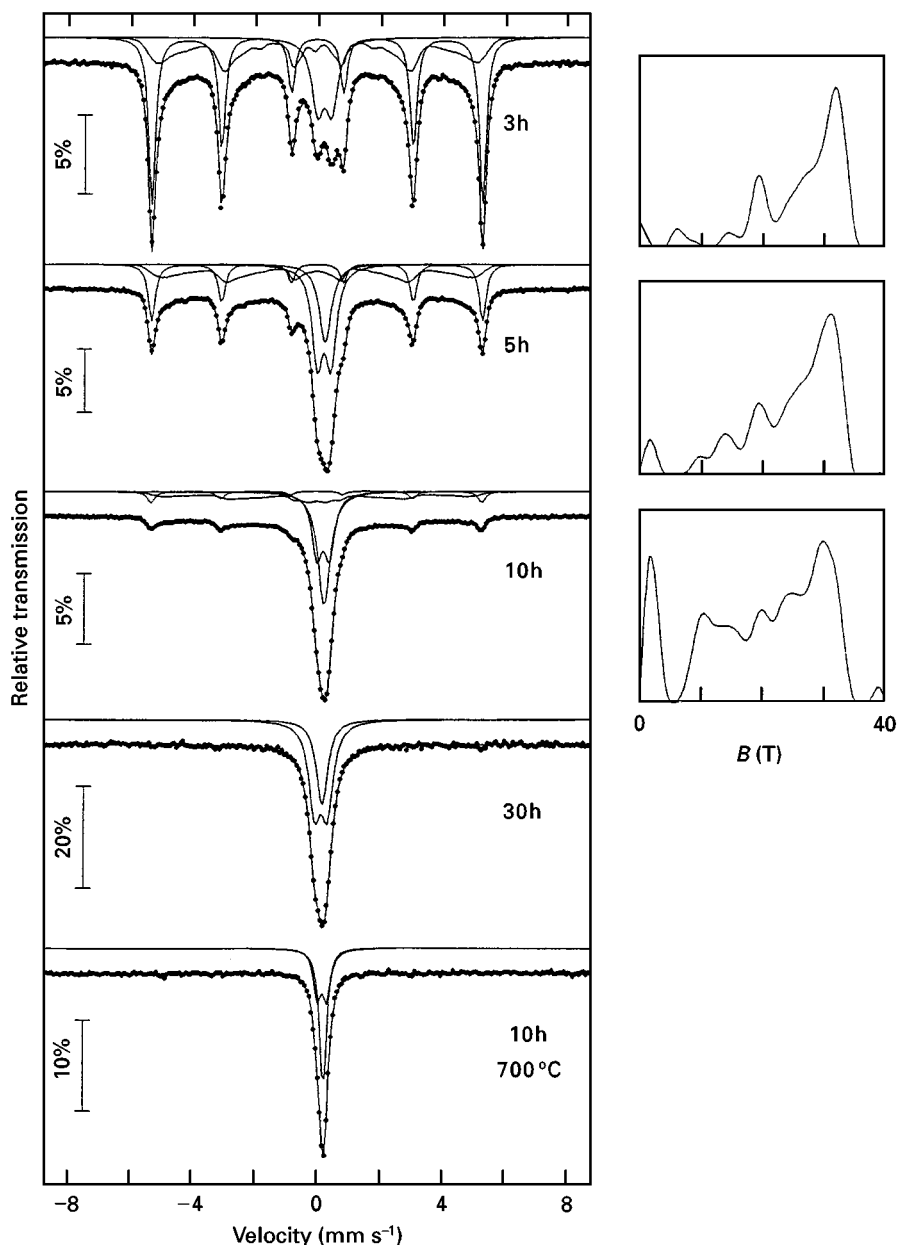 Relative transmission
5%
3h
5%
5h
5%
10h
20%
30h
10%
10h
700 °C
−8 −4 0 4 8
Velocity (mm s⁻¹)
0 40
B (T)